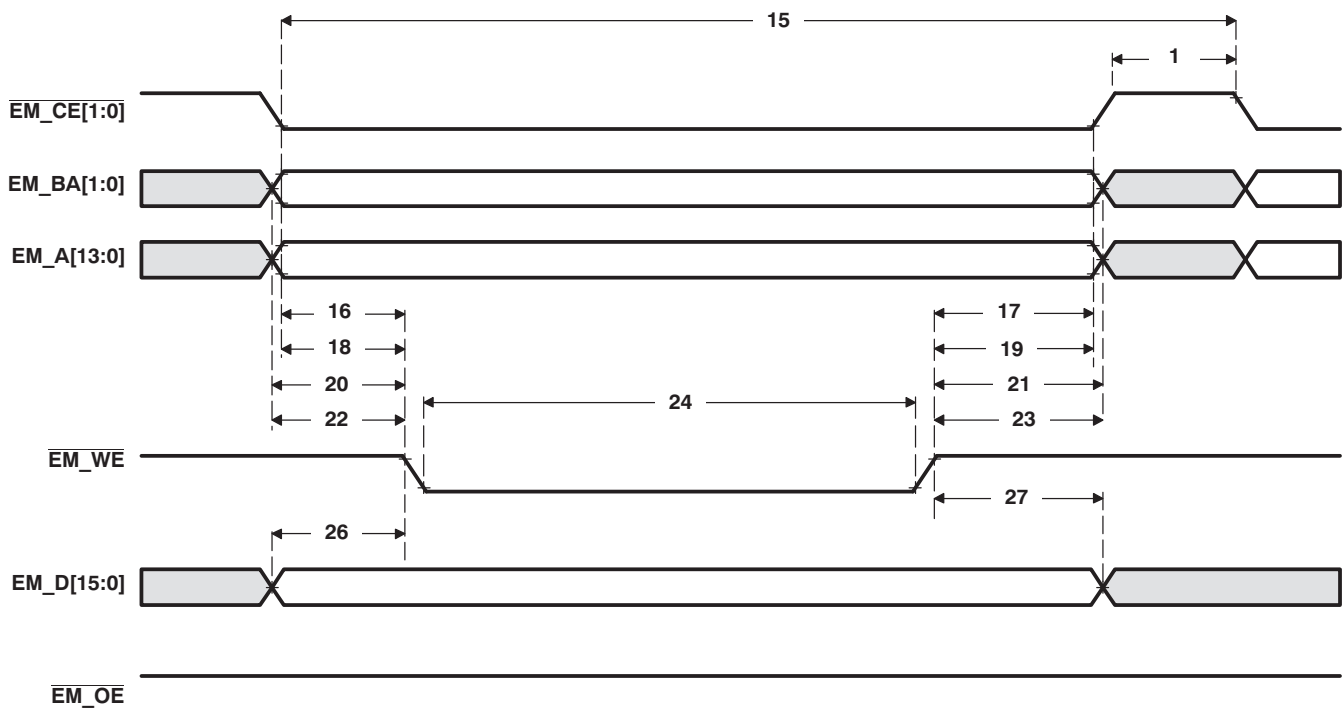 15
1
EM_CE[1:0]
EM_BA[1:0]
EM_A[13:0]
16 17
18 19
20 21
24
22 23
EM_WE
27
26
EM_D[15:0]
EM_OE